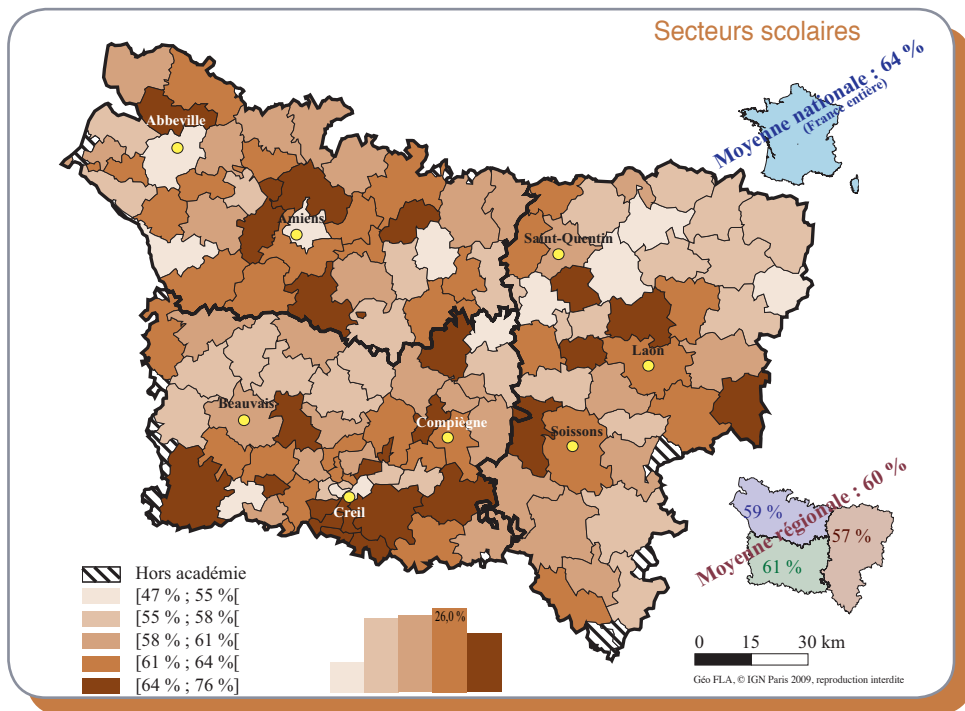 Secteurs scolaires
Moyenne nationale : 64 %
(France entière)
Abbeville
Amiens
Saint-Quentin
Laon
Beauvais
Compiègne
Soissons
Creil
Moyenne régionale : 60 %
59 %
57 %
61 %
Hors académie
[47 % ; 55 %[
[55 % ; 58 %[
[58 % ; 61 %[
[61 % ; 64 %[
[64 % ; 76 %]
26,0 %
0 15 30 km
Géo FLA, © IGN Paris 2009, reproduction interdite